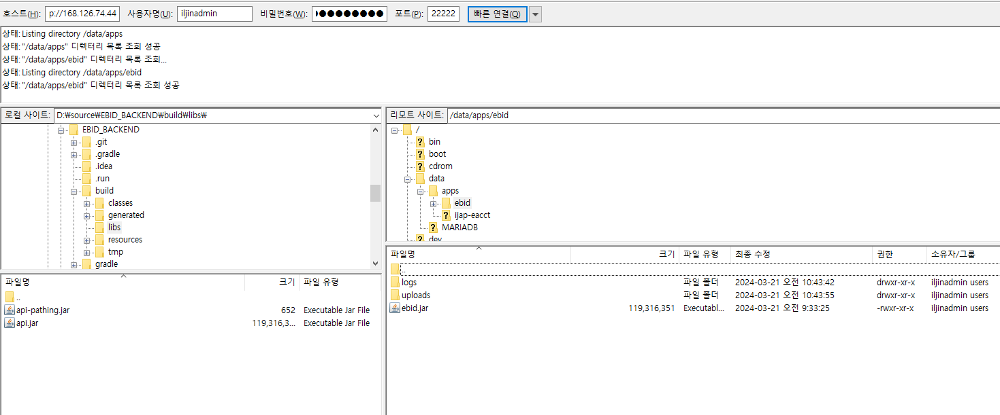 호스트(H): p://168.126.74.44 사용자명(U): iljinadmin 비밀번호(W): ●●●●●●●●● 포트(P): 22222 빠른 연결(Q)
상태: Listing directory /data/apps
상태: "/data/apps" 디렉터리 목록 조회 성공
상태: "/data/apps/ebid" 디렉터리 목록 조회...
상태: Listing directory /data/apps/ebid
상태: "/data/apps/ebid" 디렉터리 목록 조회 성공
로컬 사이트: D:₩source₩EBID_BACKEND₩build₩libs₩
EBID_BACKEND
.git
.gradle
.idea
.run
build
classes
generated
libs
resources
tmp
gradle
파일명 크기 파일 유형
..
api-pathing.jar 652 Executable Jar File
api.jar 119,316,3... Executable Jar File
리모트 사이트: /data/apps/ebid
/
? bin
? boot
? cdrom
data
apps
ebid
? ijap-eacct
? MARIADB
? dev
파일명 크기 파일 유형 최종 수정 권한 소유자/그룹
..
logs 파일 폴더 2024-03-21 오전 10:43:42 drwxr-xr-x iljinadmin users
uploads 파일 폴더 2024-03-21 오전 10:43:55 drwxr-xr-x iljinadmin users
ebid.jar 119,316,351 Executabl... 2024-03-21 오전 9:33:25 -rwxr-xr-x iljinadmin users